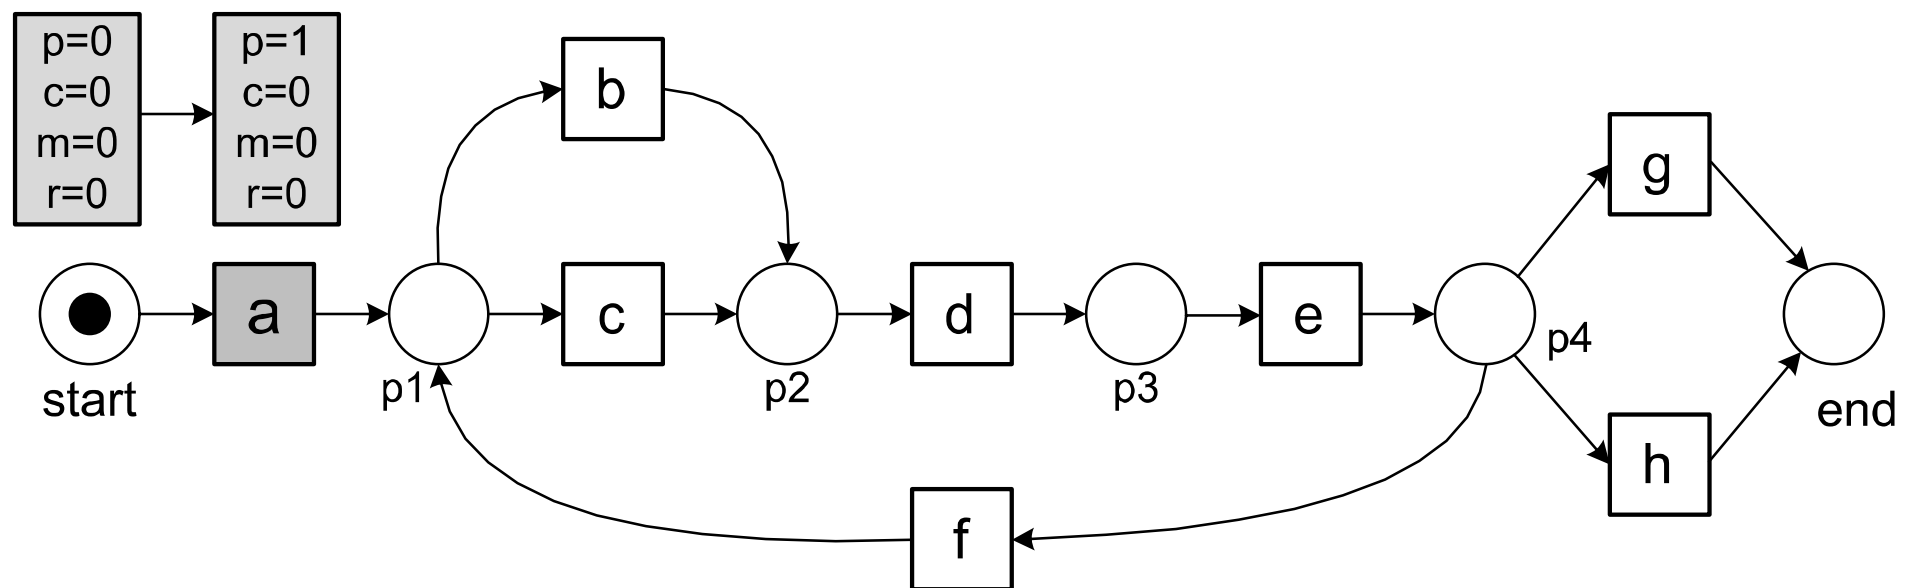 p=0
c=0
m=0
r=0
p=1
c=0
m=0
r=0
b
g
start
a
p1
c
p2
d
p3
e
p4
end
h
f